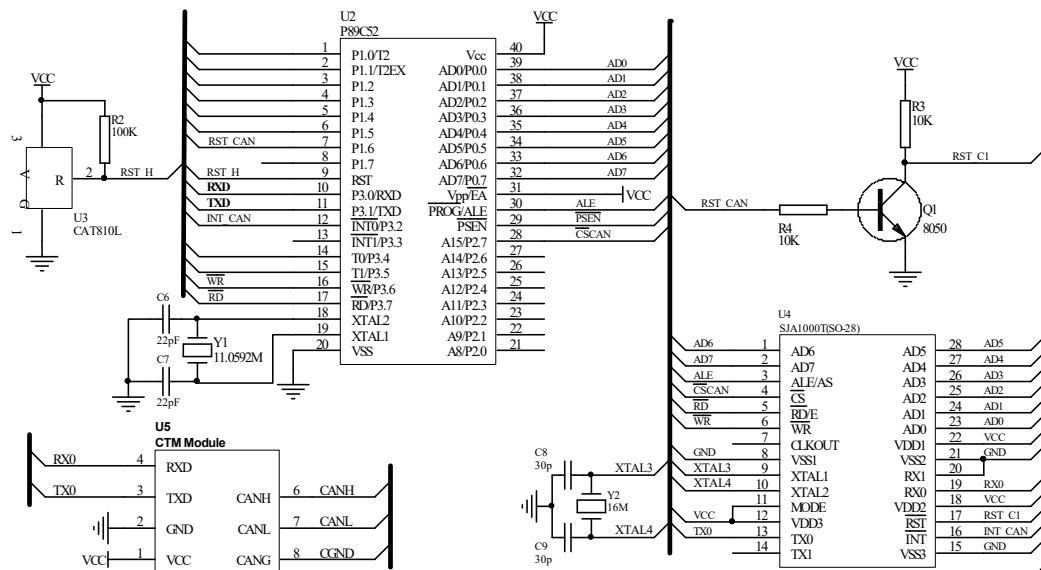 U2
P89C52
VCC
1 P1.0/T2 Vcc 40
2 P1.1/T2EX AD0/P0.0 39 AD0
3 P1.2 AD1/P0.1 38 AD1
4 P1.3 AD2/P0.2 37 AD2
5 P1.4 AD3/P0.3 36 AD3
6 P1.5 AD4/P0.4 35 AD4
RST CAN 7 P1.6 AD5/P0.5 34 AD5
8 P1.7 AD6/P0.6 33 AD6
RST H 9 RST AD7/P0.7 32 AD7
RXD 10 P3.0/RXD Vpp/EA 31 VCC
TXD 11 P3.1/TXD PROG/ALE 30 ALE
INT CAN 12 INT0/P3.2 PSEN 29 PSEN
13 INT1/P3.3 A15/P2.7 28 CSCAN
14 T0/P3.4 A14/P2.6 27
15 T1/P3.5 A13/P2.5 26
WR 16 WR/P3.6 A12/P2.4 25
RD 17 RD/P3.7 A11/P2.3 24
18 XTAL2 A10/P2.2 23
19 XTAL1 A9/P2.1 22
20 VSS A8/P2.0 21
VCC
R2
100K
3
V
R
G
2 RST H
1
U3
CAT810L
C6
22pF
Y1
11.0592M
C7
22pF
VCC
R3
10K
RST C1
RST CAN
R4
10K
Q1
8050
U5
CTM Module
RX0 4 RXD
TX0 3 TXD CANH 6 CANH
2 GND CANL 7 CANL
VCC 1 VCC CANG 8 CGND
C8
30p
XTAL3
Y2
16M
C9
30p
XTAL4
U4
SJA1000T(SO-28)
AD6 1 AD6 AD5 28 AD5
AD7 2 AD7 AD4 27 AD4
ALE 3 ALE/AS AD3 26 AD3
CSCAN 4 CS AD2 25 AD2
RD 5 RD/E AD1 24 AD1
WR 6 WR AD0 23 AD0
7 CLKOUT VDD1 22 VCC
GND 8 VSS1 VSS2 21 GND
XTAL3 9 XTAL1 RX1 20
XTAL4 10 XTAL2 RX0 19 RX0
11 MODE VDD2 18 VCC
VCC 12 VDD3 RST 17 RST C1
TX0 13 TX0 INT 16 INT CAN
14 TX1 VSS3 15 GND